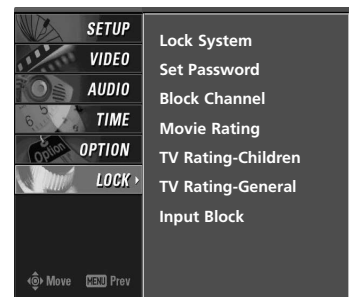 SETUP
VIDEO
AUDIO
TIME
OPTION
LOCK
Lock System
Set Password
Block Channel
Movie Rating
TV Rating-Children
TV Rating-General
Input Block
Move MENU Prev